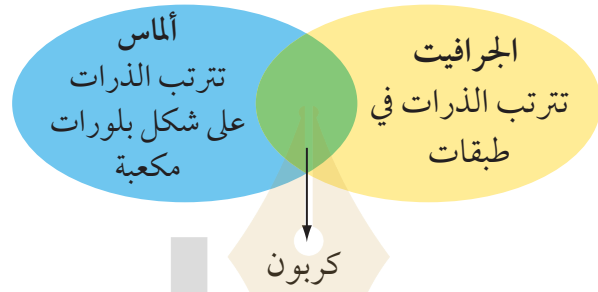 الجرافيت
تترتب الذرات في
طبقات
ألماس
تترتب الذرات
على شكل بلورات
مكعبة
كربون